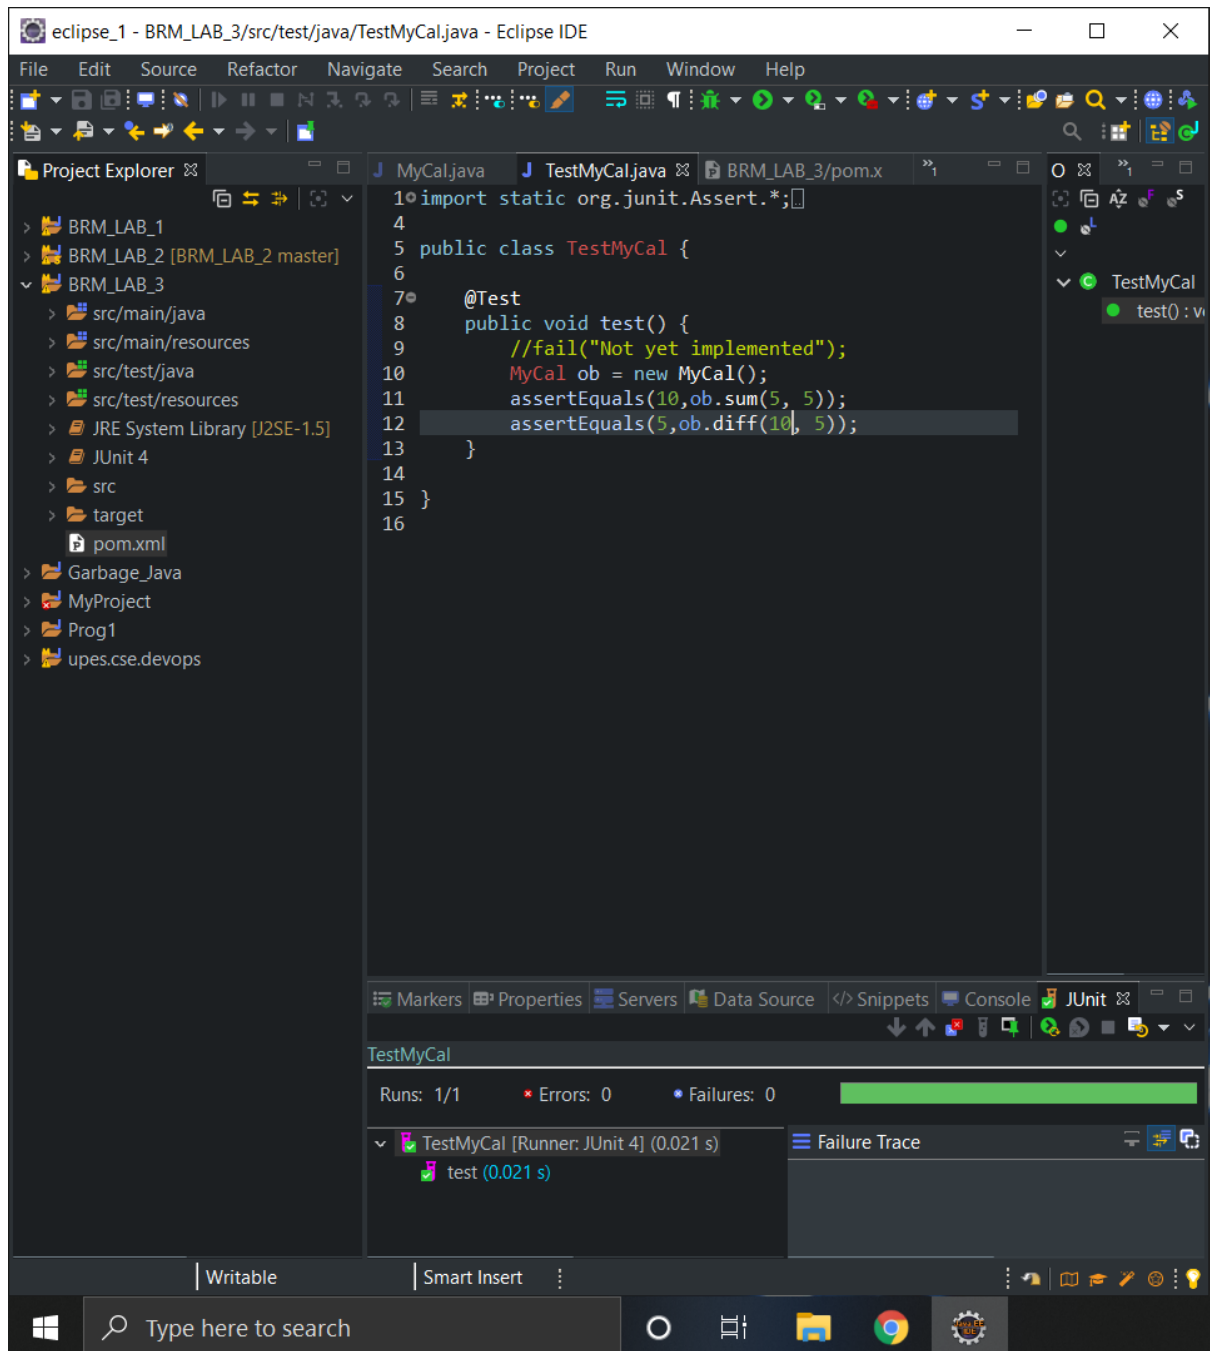 eclipse_1 - BRM_LAB_3/src/test/java/TestMyCal.java - Eclipse IDE
File Edit Source Refactor Navigate Search Project Run Window Help
Project Explorer
BRM_LAB_1
BRM_LAB_2 [BRM_LAB_2 master]
BRM_LAB_3
src/main/java
src/main/resources
src/test/java
src/test/resources
JRE System Library [J2SE-1.5]
JUnit 4
src
target
pom.xml
Garbage_Java
MyProject
Prog1
upes.cse.devops
MyCal.java TestMyCal.java BRM_LAB_3/pom.x »1
1 import static org.junit.Assert.*;
4
5 public class TestMyCal {
6
7 @Test
8 public void test() {
9 //fail("Not yet implemented");
10 MyCal ob = new MyCal();
11 assertEquals(10,ob.sum(5, 5));
12 assertEquals(5,ob.diff(10, 5));
13 }
14
15 }
16
O »1
TestMyCal
test() : v
Markers Properties Servers Data Source Snippets Console JUnit
TestMyCal
Runs: 1/1 Errors: 0 Failures: 0
TestMyCal [Runner: JUnit 4] (0.021 s)
test (0.021 s)
Failure Trace
Writable Smart Insert
Type here to search